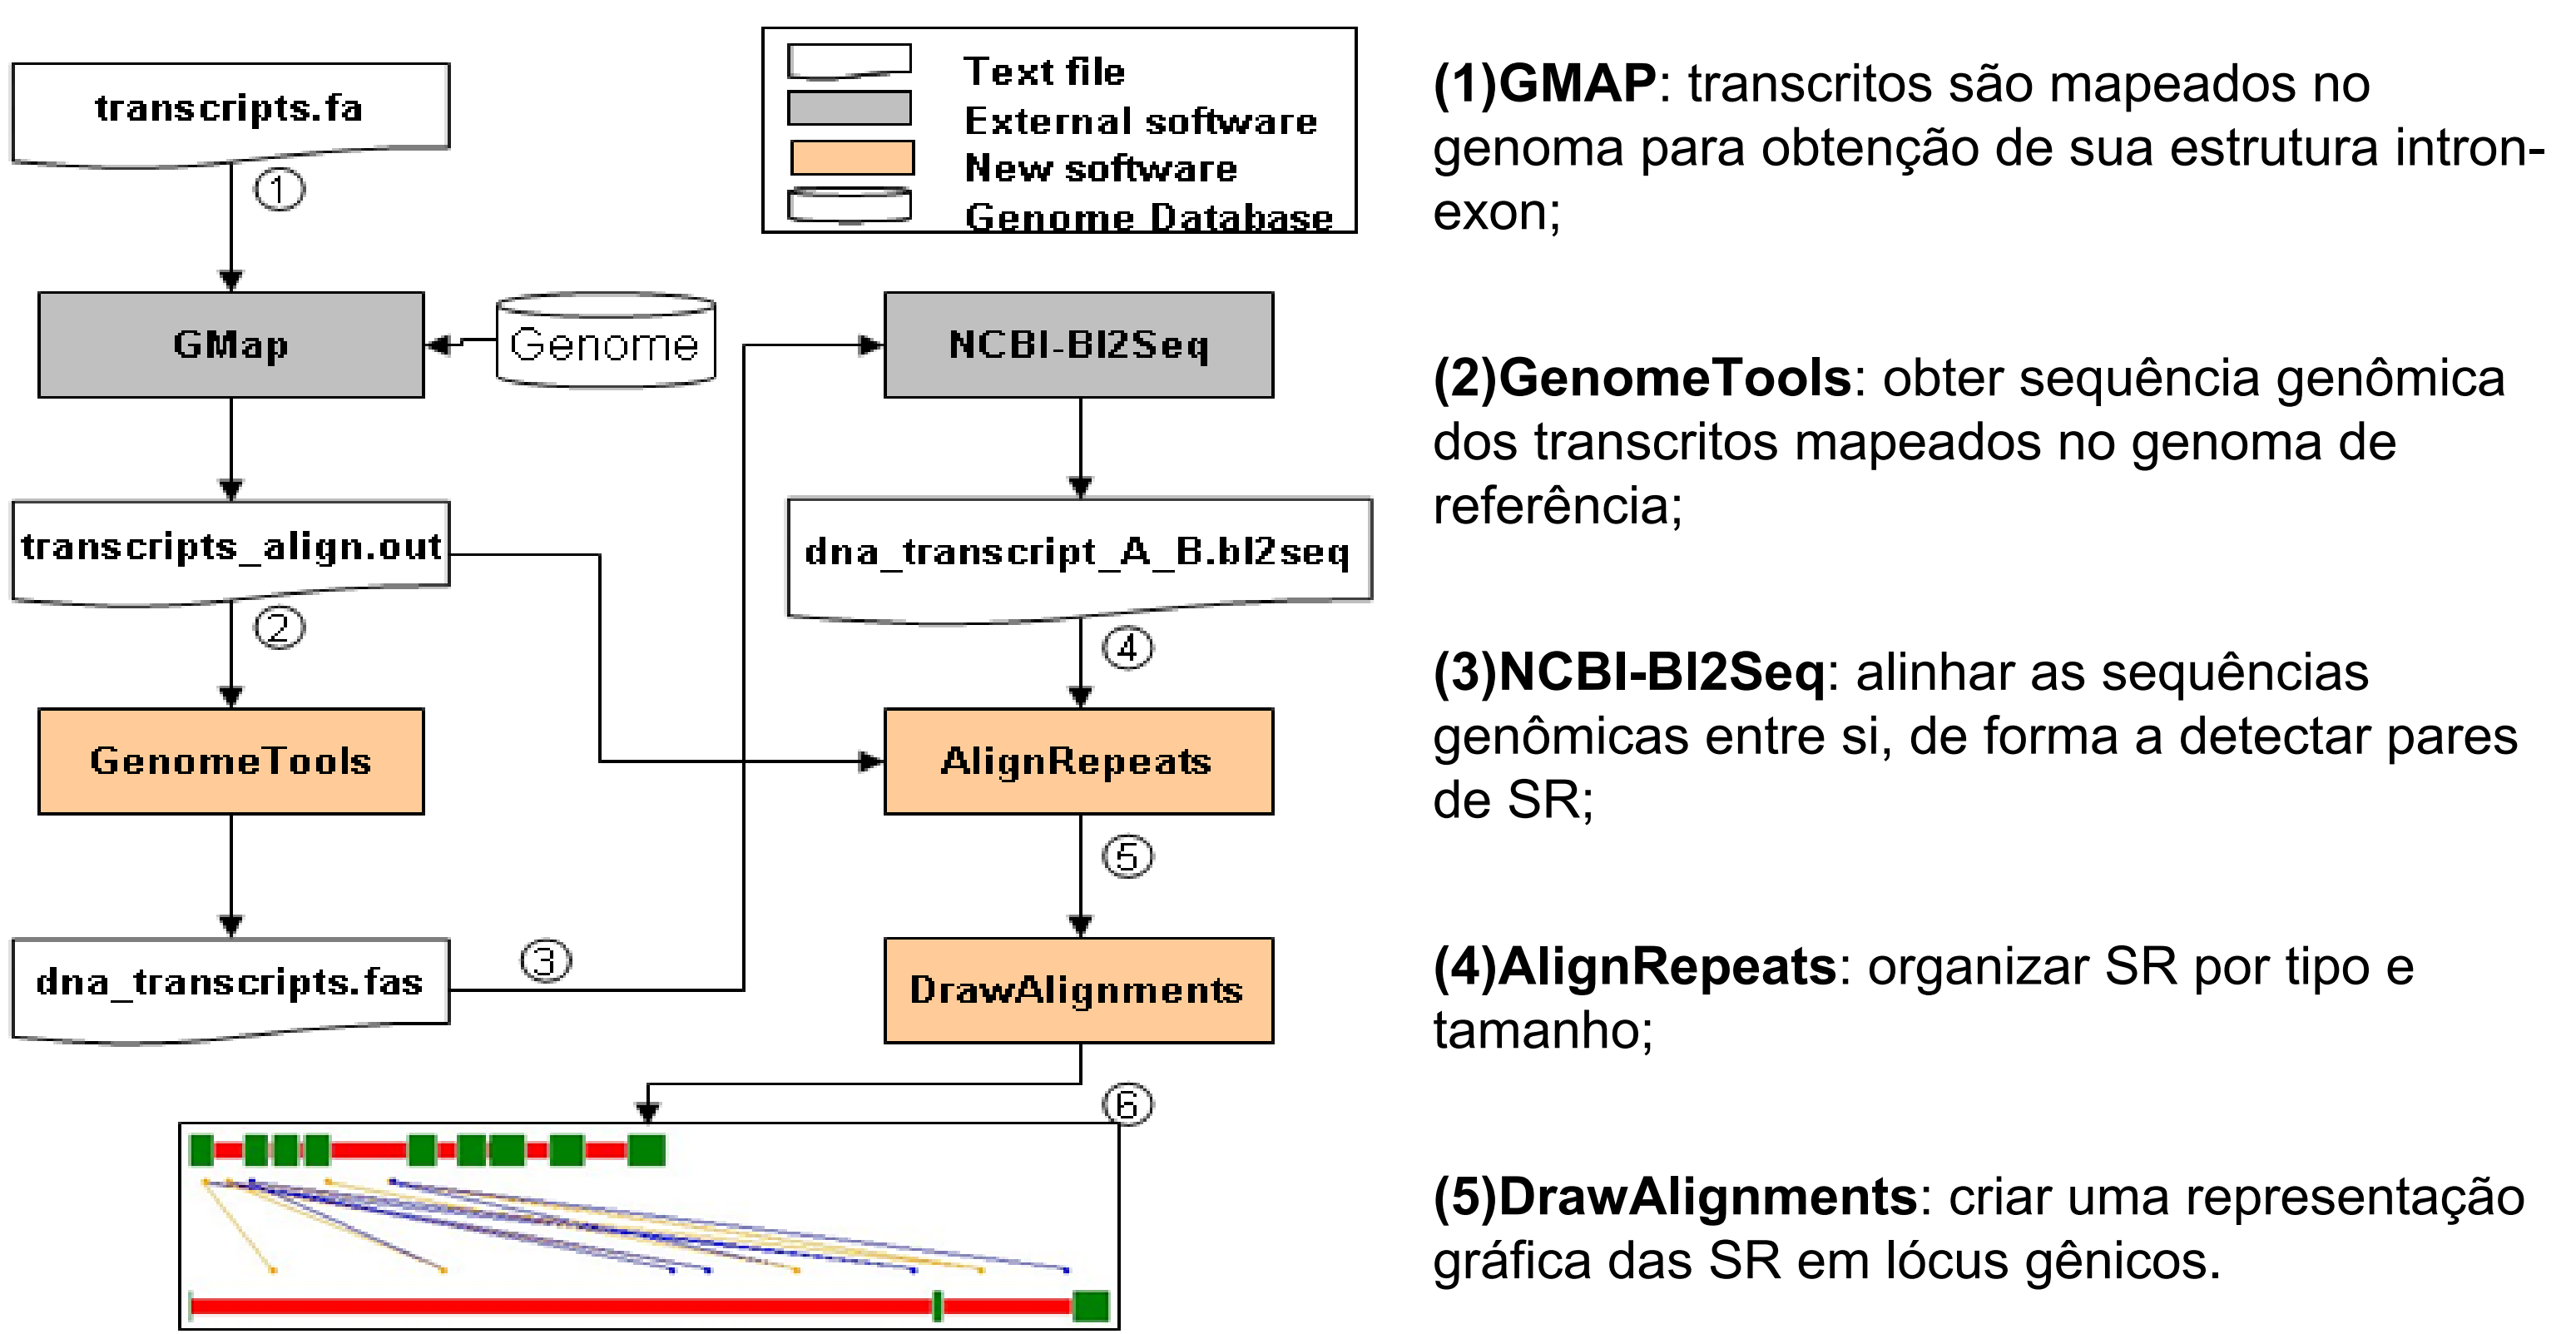 transcripts.fa
1
Text file
External software
New software
Genome Database
GMap
Genome
NCBI-Bl2Seq
transcripts_align.out
dna_transcript_A_B.bl2seq
2
4
GenomeTools
AlignRepeats
5
dna_transcripts.fas
3
DrawAlignments
6
(1)GMAP: transcritos são mapeados no
genoma para obtenção de sua estrutura intron-
exon;
(2)GenomeTools: obter sequência genômica
dos transcritos mapeados no genoma de
referência;
(3)NCBI-Bl2Seq: alinhar as sequências
genômicas entre si, de forma a detectar pares
de SR;
(4)AlignRepeats: organizar SR por tipo e
tamanho;
(5)DrawAlignments: criar uma representação
gráfica das SR em lócus gênicos.